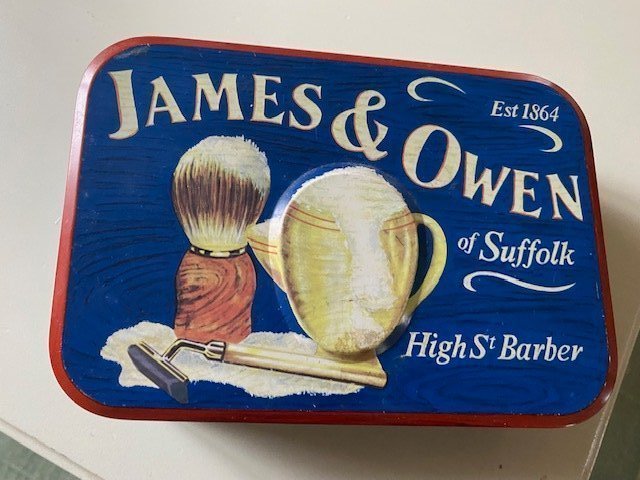 JAMES & OWEN
Est 1864
of Suffolk
High St Barber